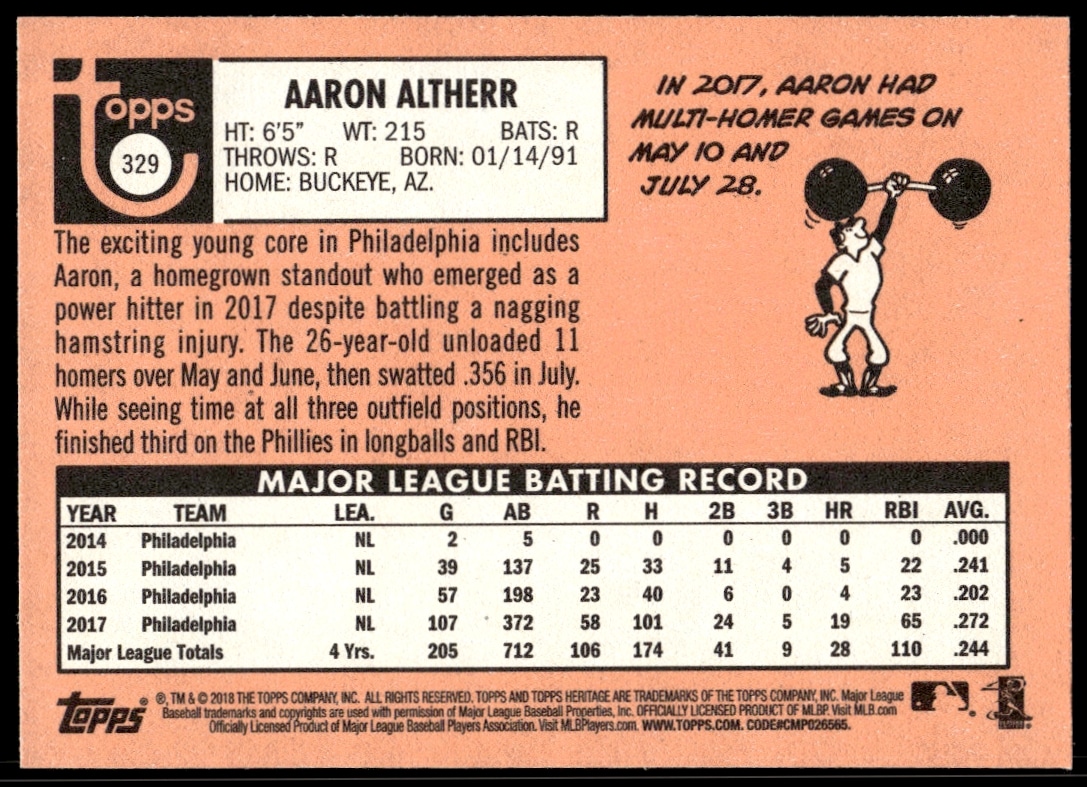 topps
329
AARON ALTHERR
HT: 6'5" WT: 215 BATS: R
THROWS: R BORN: 01/14/91
HOME: BUCKEYE, AZ.
IN 2017, AARON HAD
MULTI-HOMER GAMES ON
MAY 10 AND
JULY 28.
The exciting young core in Philadelphia includes
Aaron, a homegrown standout who emerged as a
power hitter in 2017 despite battling a nagging
hamstring injury. The 26-year-old unloaded 11
homers over May and June, then swatted .356 in July.
While seeing time at all three outfield positions, he
finished third on the Phillies in longballs and RBI.
MAJOR LEAGUE BATTING RECORD
YEAR TEAM LEA. G AB R H 2B 3B HR RBI AVG.
2014 Philadelphia NL 2 5 0 0 0 0 0 0 .000
2015 Philadelphia NL 39 137 25 33 11 4 5 22 .241
2016 Philadelphia NL 57 198 23 40 6 0 4 23 .202
2017 Philadelphia NL 107 372 58 101 24 5 19 65 .272
Major League Totals 4 Yrs. 205 712 106 174 41 9 28 110 .244
TOPPS® ®, TM & © 2018 THE TOPPS COMPANY, INC. ALL RIGHTS RESERVED. TOPPS AND TOPPS HERITAGE ARE TRADEMARKS OF THE TOPPS COMPANY, INC. Major League
Baseball trademarks and copyrights are used with permission of Major League Baseball Properties, Inc. OFFICIALLY LICENSED PRODUCT OF MLBP. Visit MLB.com
Officially Licensed Product of Major League Baseball Players Association. Visit MLBPlayers.com. WWW.TOPPS.COM. CODE#CMP026565.